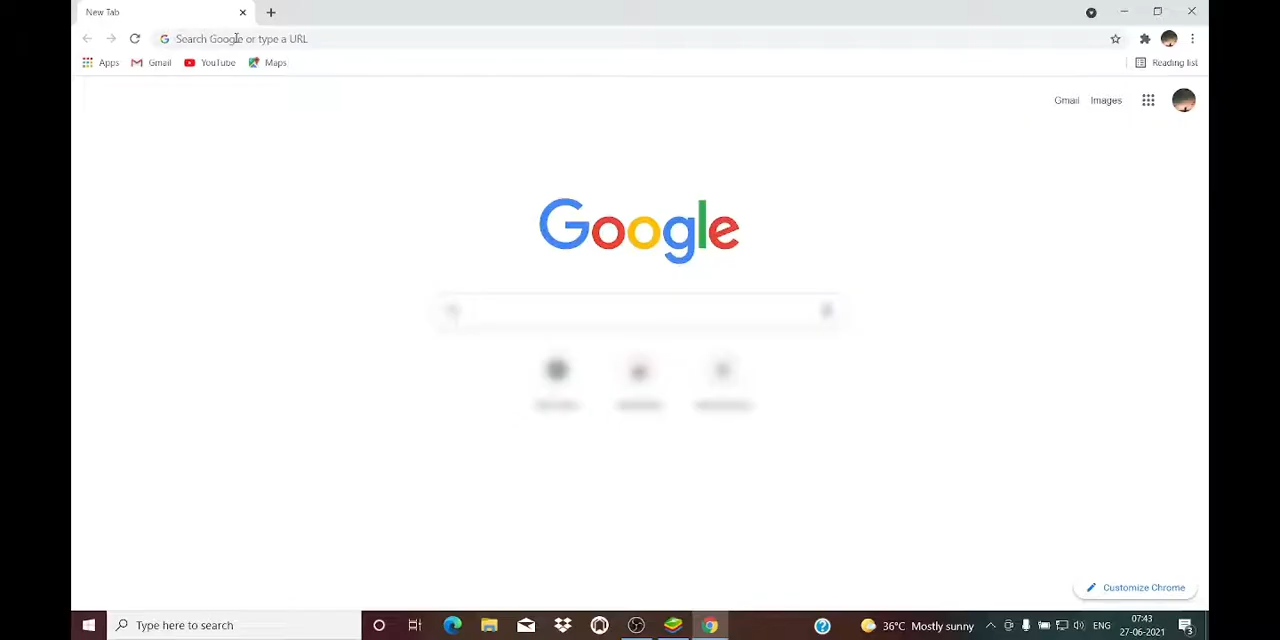 New Tab
Search Google or type a URL
Apps Gmail YouTube Maps Reading list
Gmail Images
Google
Customize Chrome
Type here to search
36°C Mostly sunny
ENG
07:43
27-06-2021
3